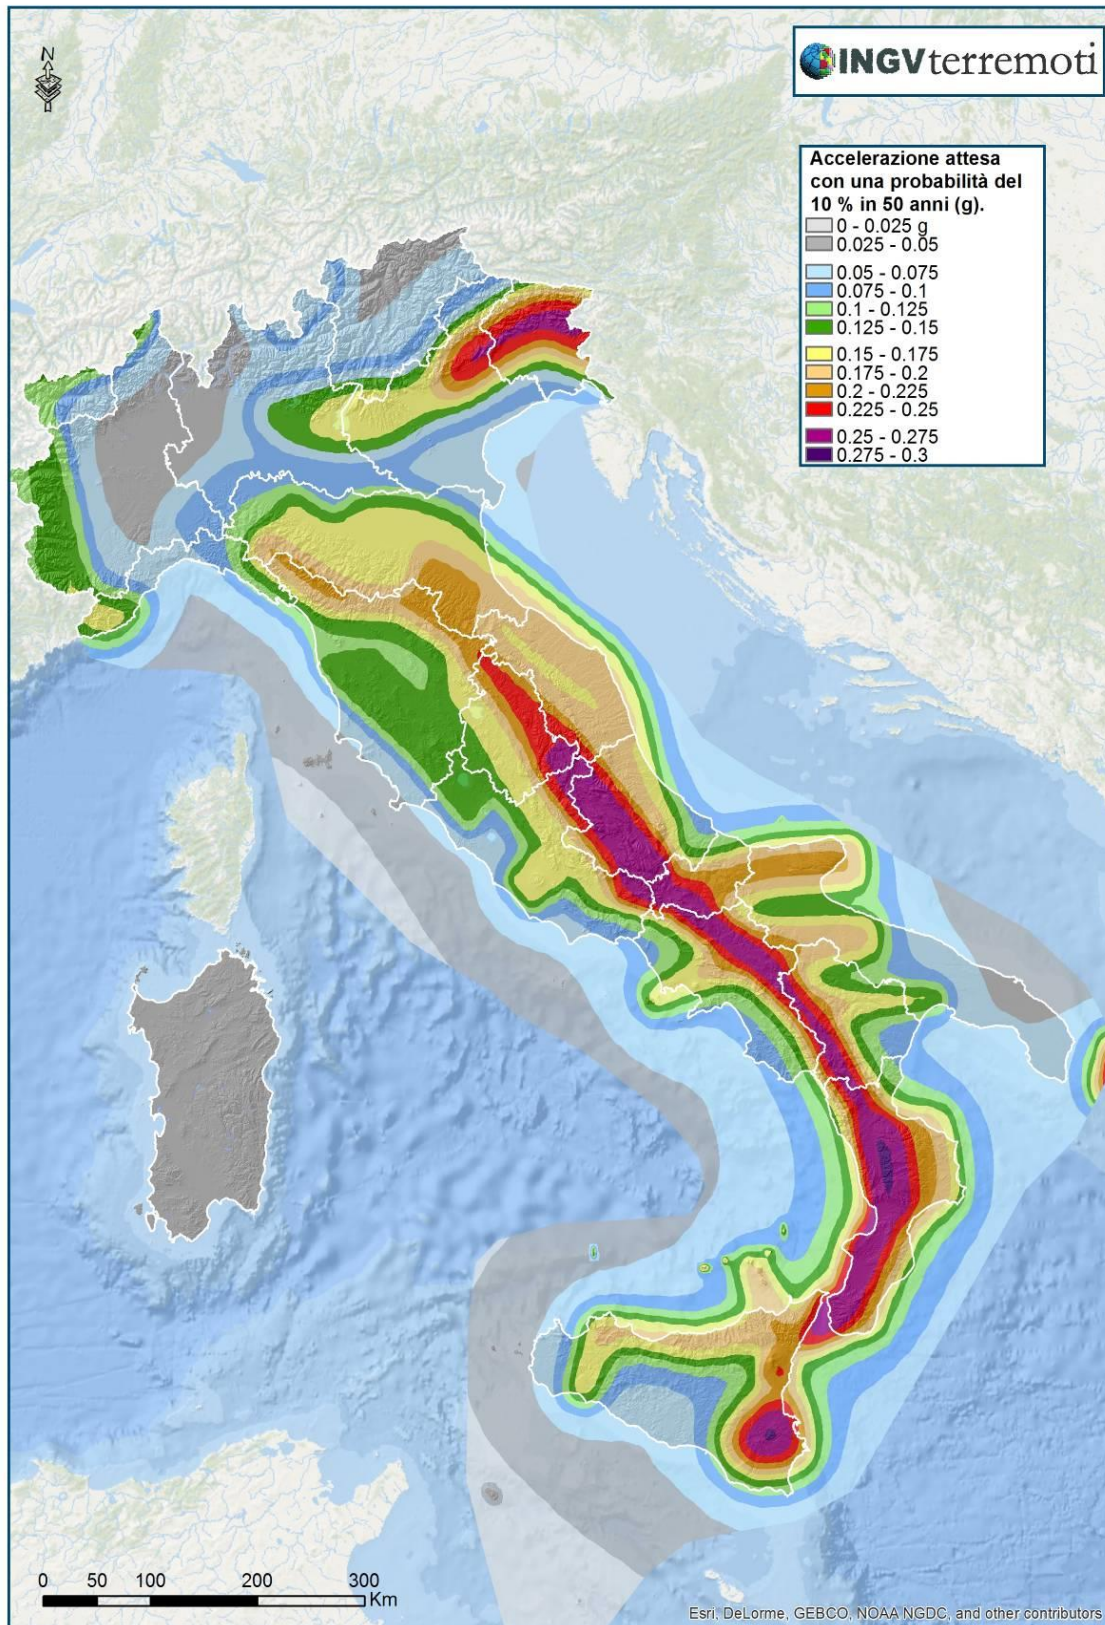 N
INGVterremoti
Accelerazione attesa
con una probabilità del
10 % in 50 anni (g).
0 - 0.025 g
0.025 - 0.05
0.05 - 0.075
0.075 - 0.1
0.1 - 0.125
0.125 - 0.15
0.15 - 0.175
0.175 - 0.2
0.2 - 0.225
0.225 - 0.25
0.25 - 0.275
0.275 - 0.3
0 50 100 200 300
Km
Esri, DeLorme, GEBCO, NOAA NGDC, and other contributors